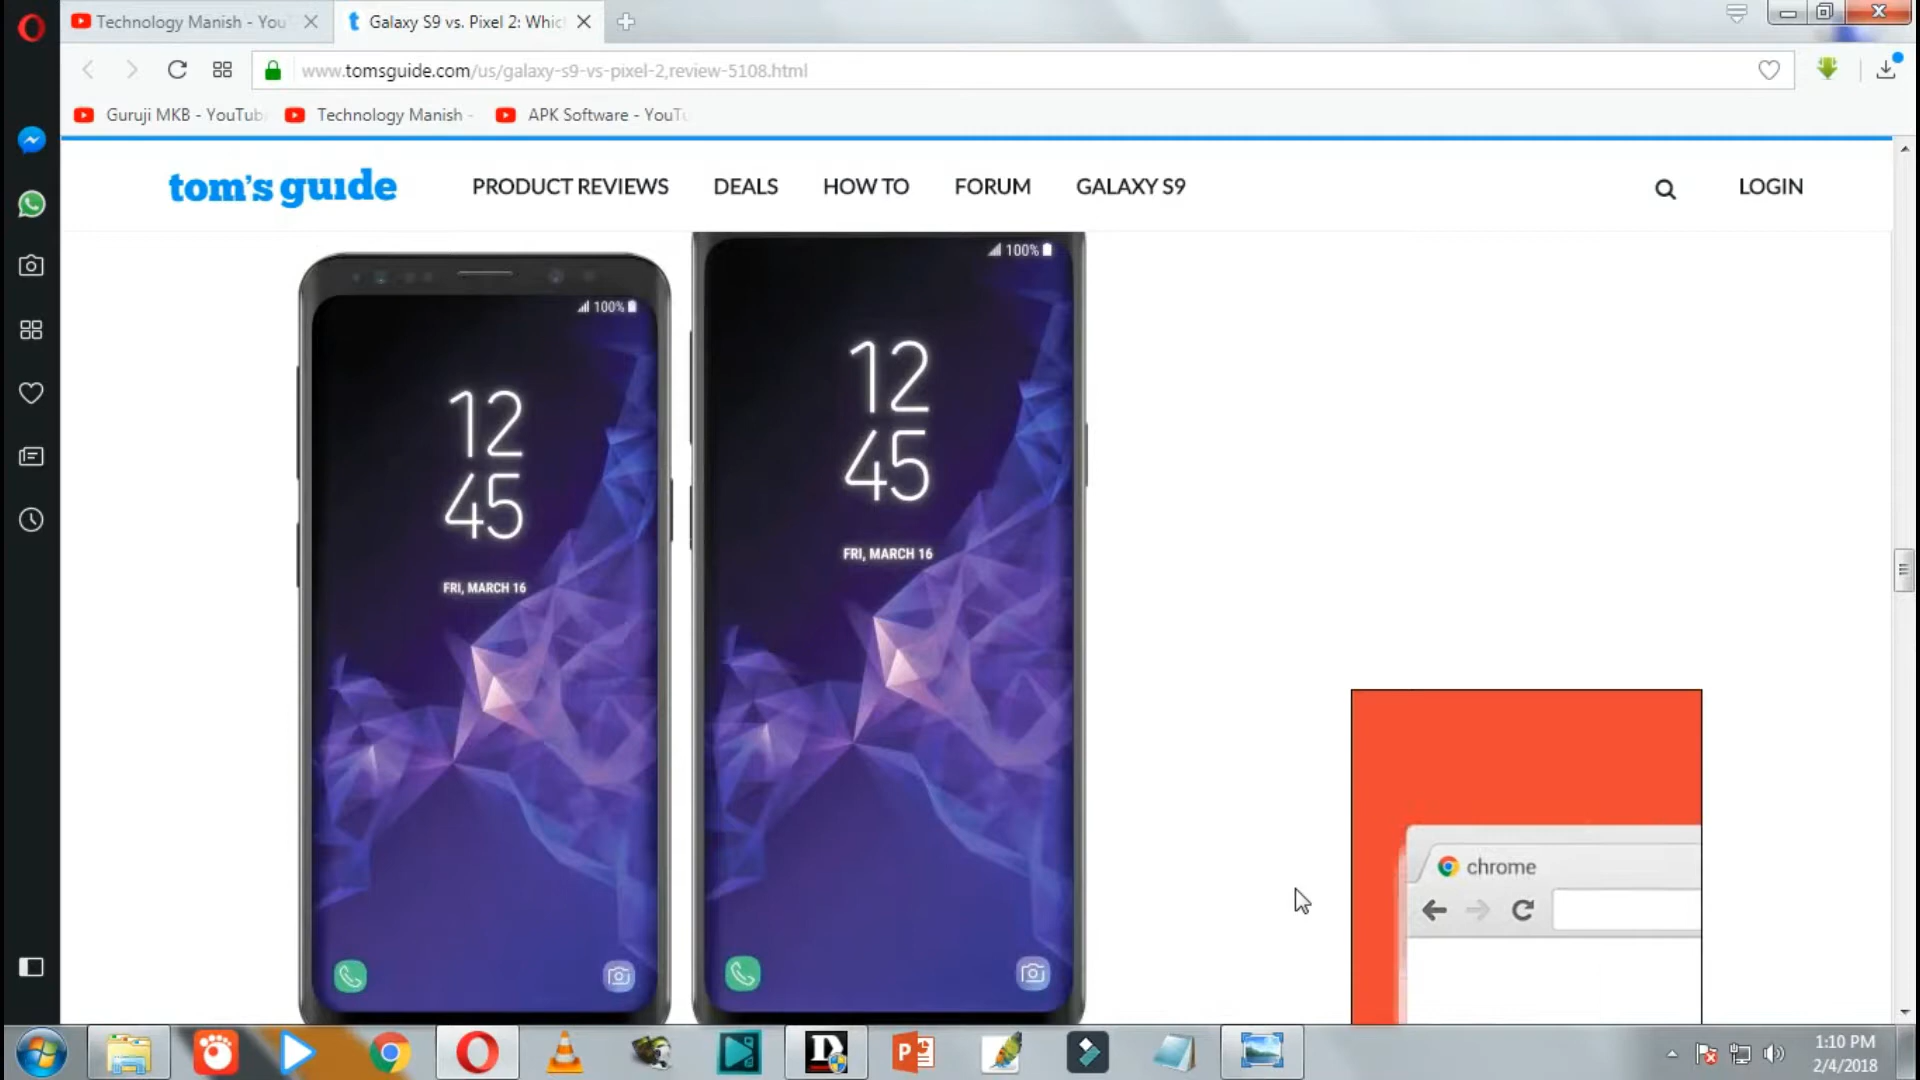 Technology Manish - You
Galaxy S9 vs. Pixel 2: Whic
www.tomsguide.com/us/galaxy-s9-vs-pixel-2,review-5108.html
Guruji MKB - YouTub
Technology Manish -
APK Software - YouTu
tom's guide
PRODUCT REVIEWS
DEALS
HOW TO
FORUM
GALAXY S9
LOGIN
100%
12
45
FRI, MARCH 16
100%
12
45
FRI, MARCH 16
chrome
1:10 PM
2/4/2018